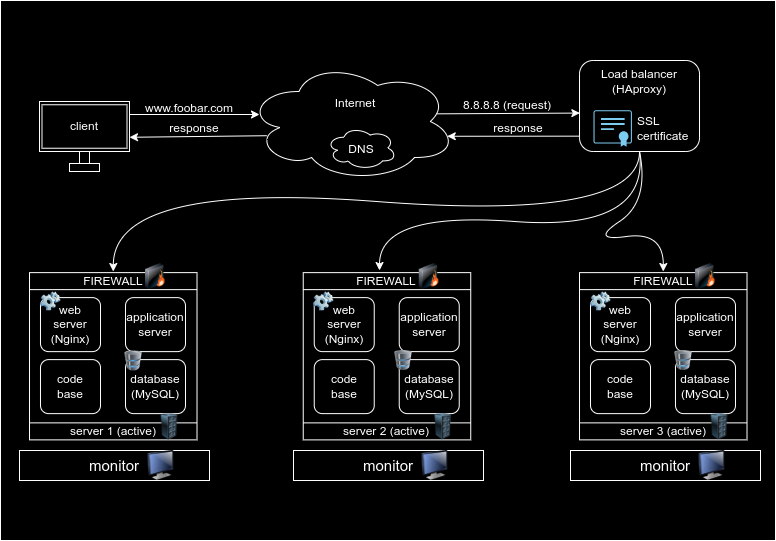 Load balancer
(HAproxy)
SSL
certificate
Internet
DNS
client
www.foobar.com
response
8.8.8.8 (request)
response
FIREWALL
web
server
(Nginx)
application
server
code
base
database
(MySQL)
server 1 (active)
monitor
FIREWALL
web
server
(Nginx)
application
server
code
base
database
(MySQL)
server 2 (active)
monitor
FIREWALL
web
server
(Nginx)
application
server
code
base
database
(MySQL)
server 3 (active)
monitor